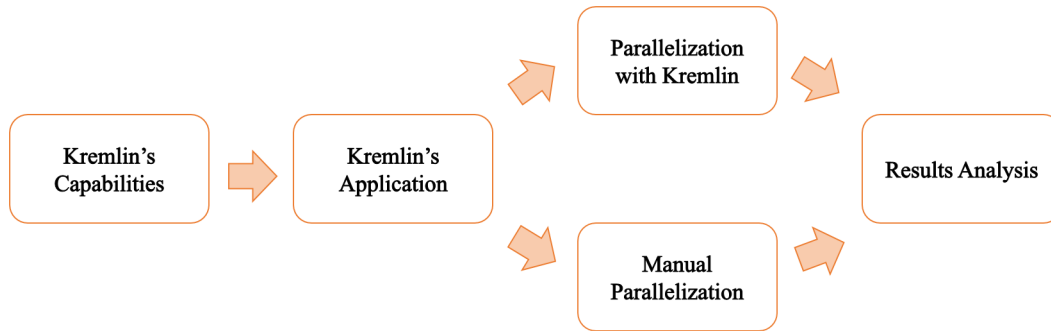 Kremlin’s
Capabilities
Kremlin’s
Application
Parallelization
with Kremlin
Manual
Parallelization
Results Analysis